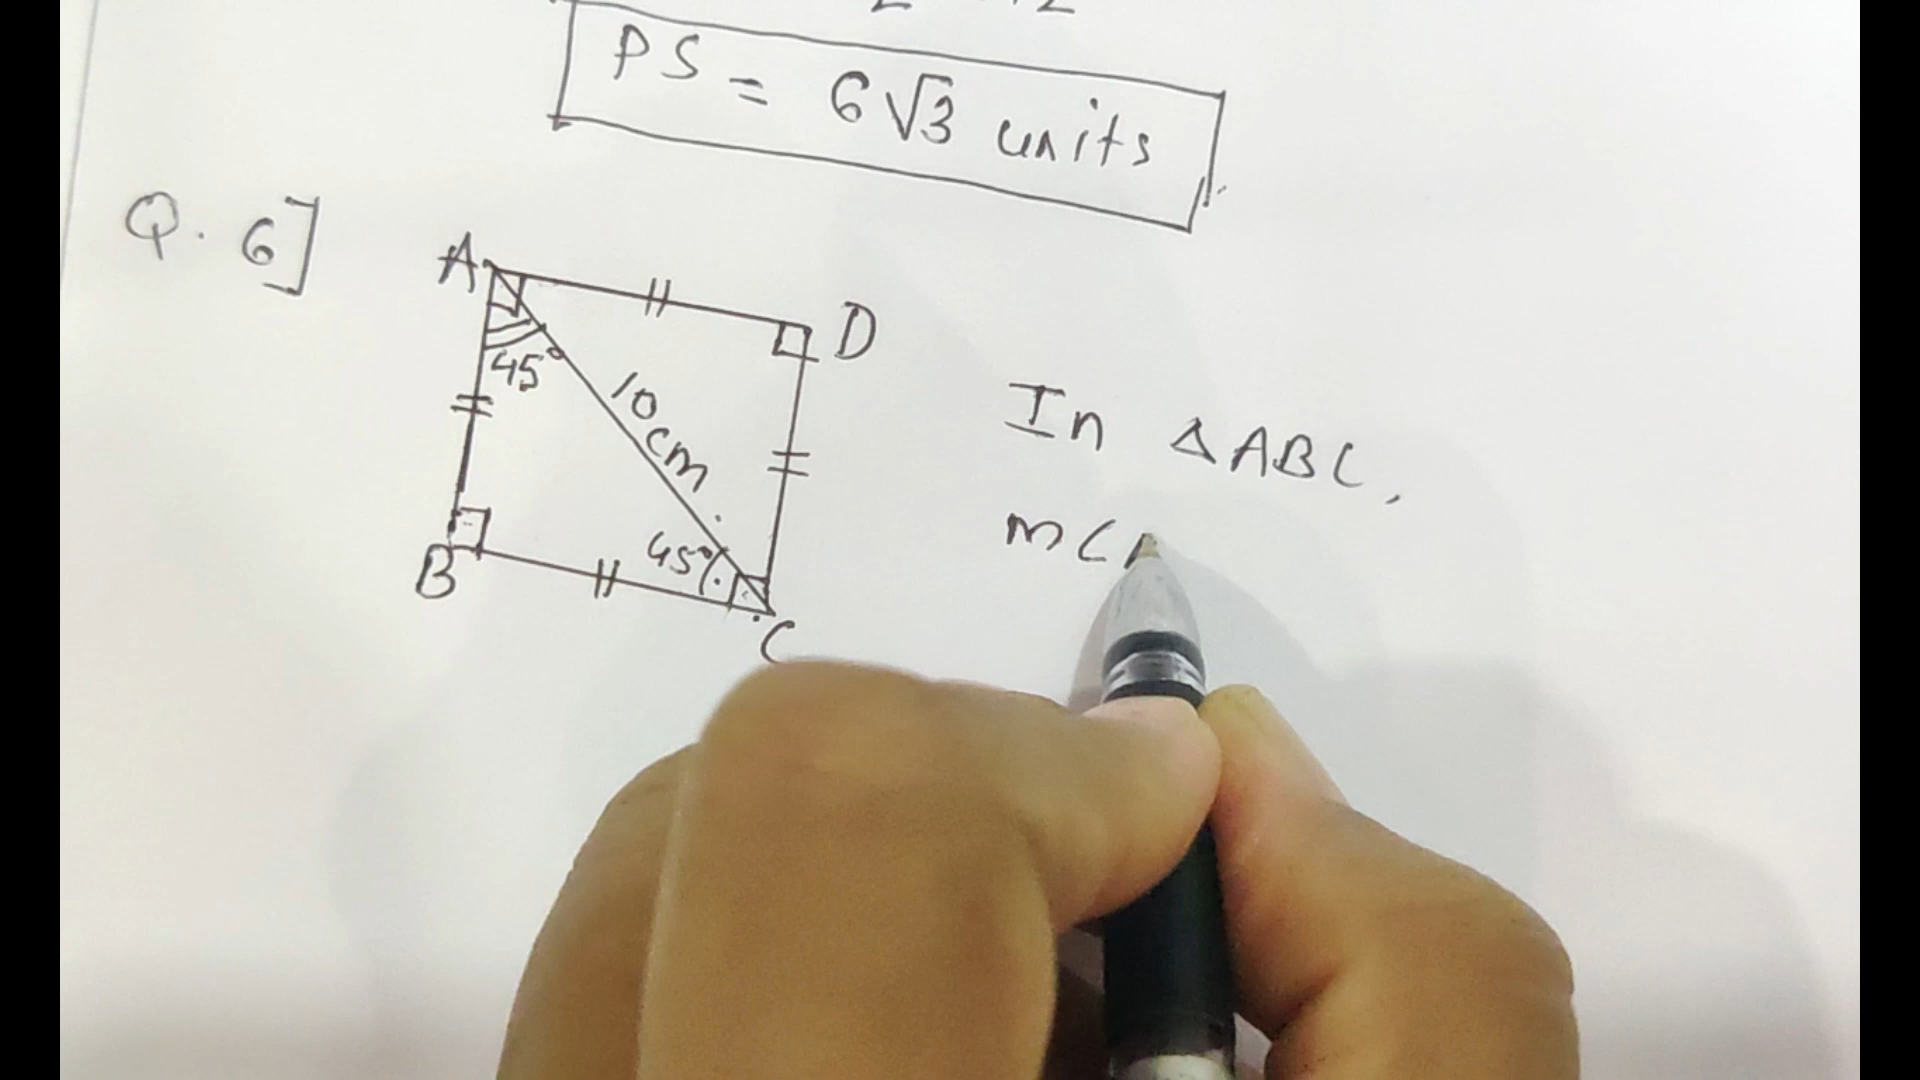 PS = 6√3 units
Q. 6]
A
D
45°
10 cm
In △ABC,
45°
B
C